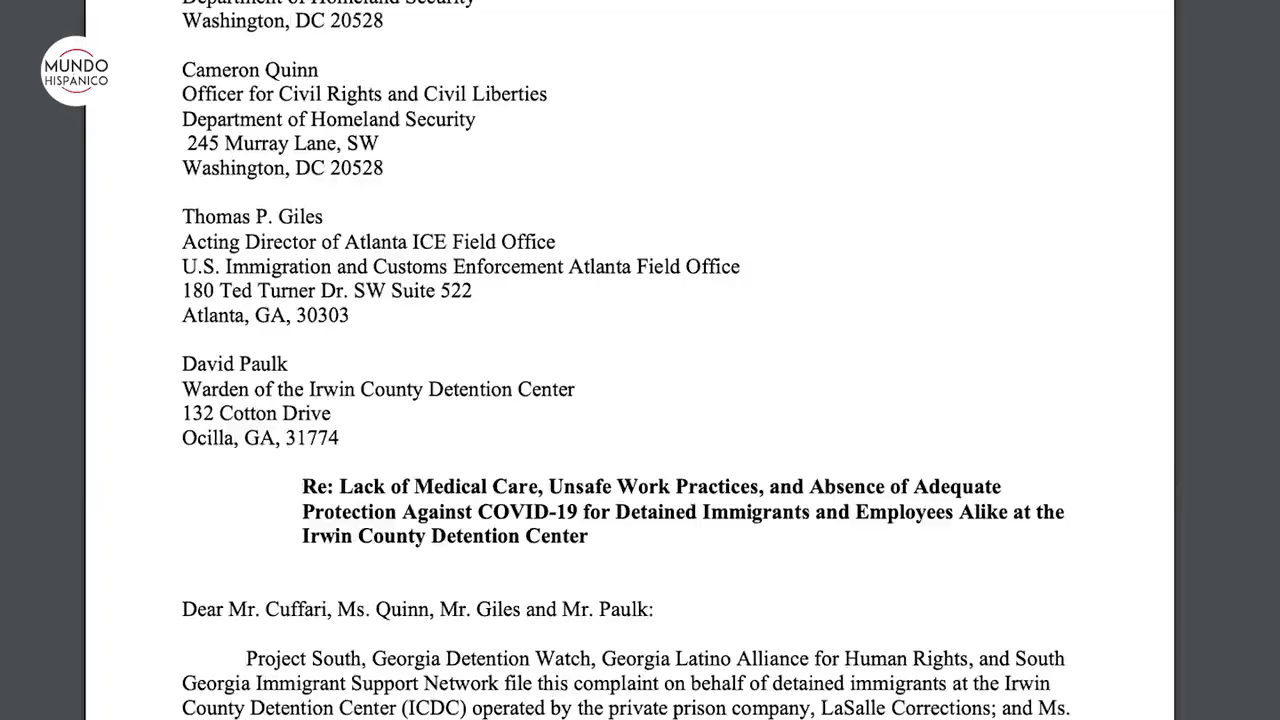 Department of Homeland Security
Washington, DC 20528
MUNDO
HISPÁNICO
Cameron Quinn
Officer for Civil Rights and Civil Liberties
Department of Homeland Security
245 Murray Lane, SW
Washington, DC 20528
Thomas P. Giles
Acting Director of Atlanta ICE Field Office
U.S. Immigration and Customs Enforcement Atlanta Field Office
180 Ted Turner Dr. SW Suite 522
Atlanta, GA, 30303
David Paulk
Warden of the Irwin County Detention Center
132 Cotton Drive
Ocilla, GA, 31774
Re: Lack of Medical Care, Unsafe Work Practices, and Absence of Adequate
Protection Against COVID-19 for Detained Immigrants and Employees Alike at the
Irwin County Detention Center
Dear Mr. Cuffari, Ms. Quinn, Mr. Giles and Mr. Paulk:
Project South, Georgia Detention Watch, Georgia Latino Alliance for Human Rights, and South
Georgia Immigrant Support Network file this complaint on behalf of detained immigrants at the Irwin
County Detention Center (ICDC) operated by the private prison company, LaSalle Corrections; and Ms.